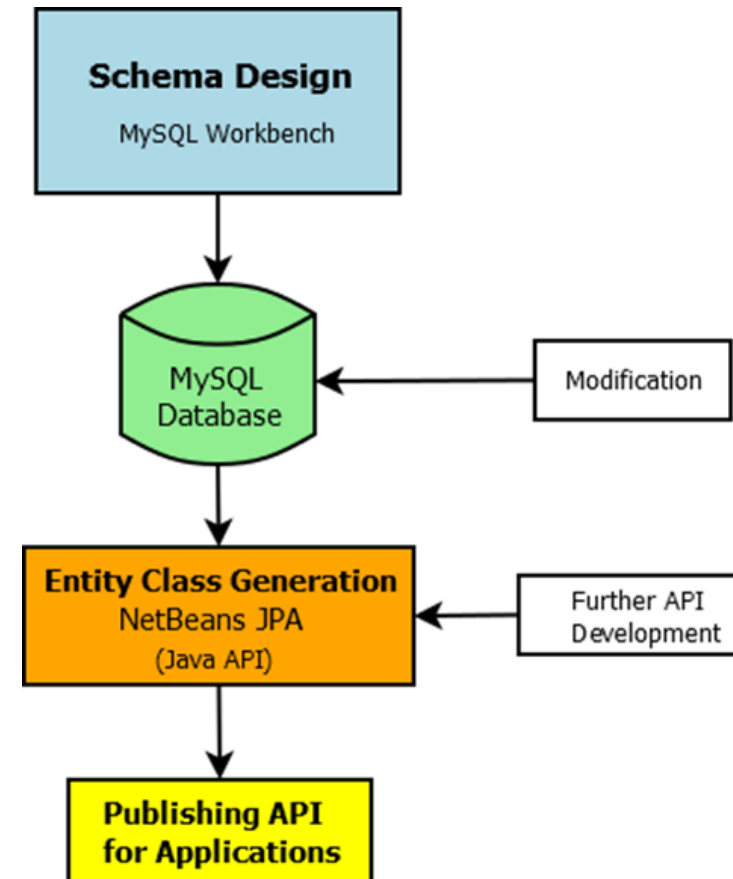 Schema Design
MySQL Workbench
MySQL
Database
Modification
Entity Class Generation
NetBeans JPA
(Java API)
Further API
Development
Publishing API
for Applications